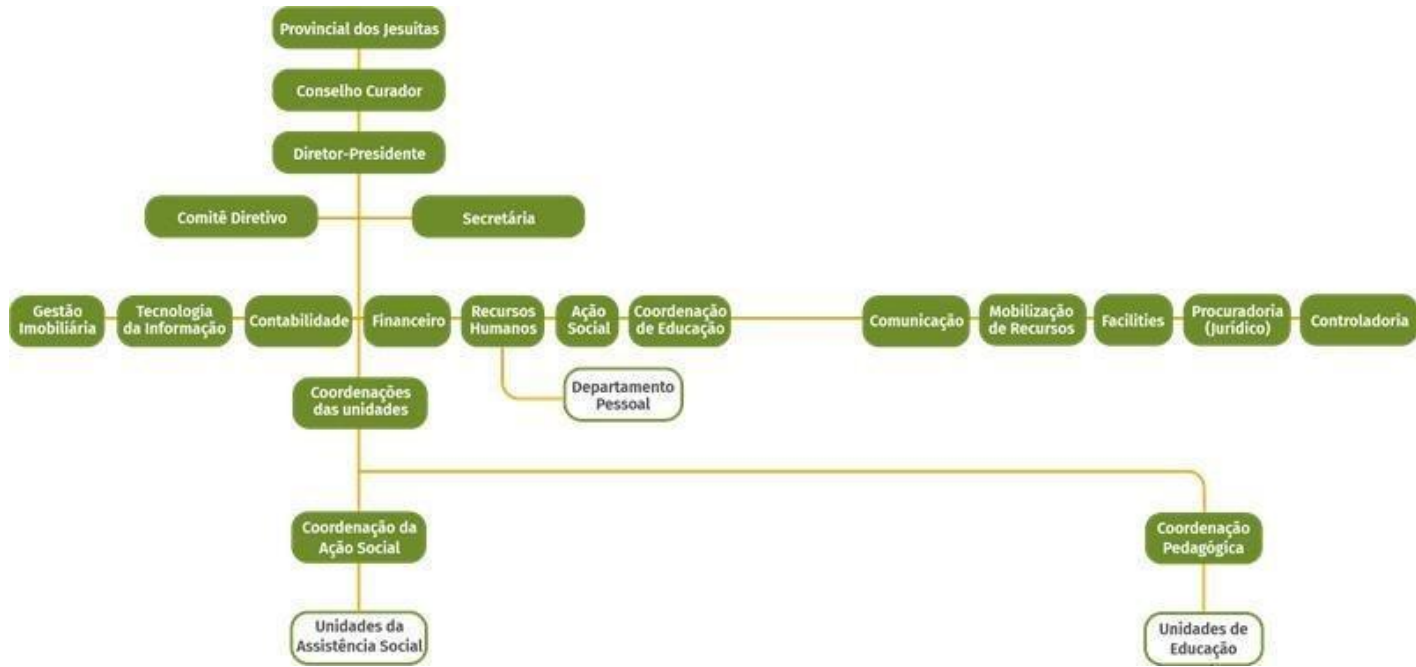 Provincial dos Jesuítas
Conselho Curador
Diretor-Presidente
Comitê Diretivo
Secretária
Gestão
Imobiliária
Tecnologia
da Informação
Contabilidade
Financeiro
Recursos
Humanos
Ação
Social
Coordenação
de Educação
Comunicação
Mobilização
de Recursos
Facilities
Procuradoria
(Jurídico)
Controladoria
Departamento
Pessoal
Coordenações
das unidades
Coordenação da
Ação Social
Coordenação
Pedagógica
Unidades da
Assistência Social
Unidades de
Educação